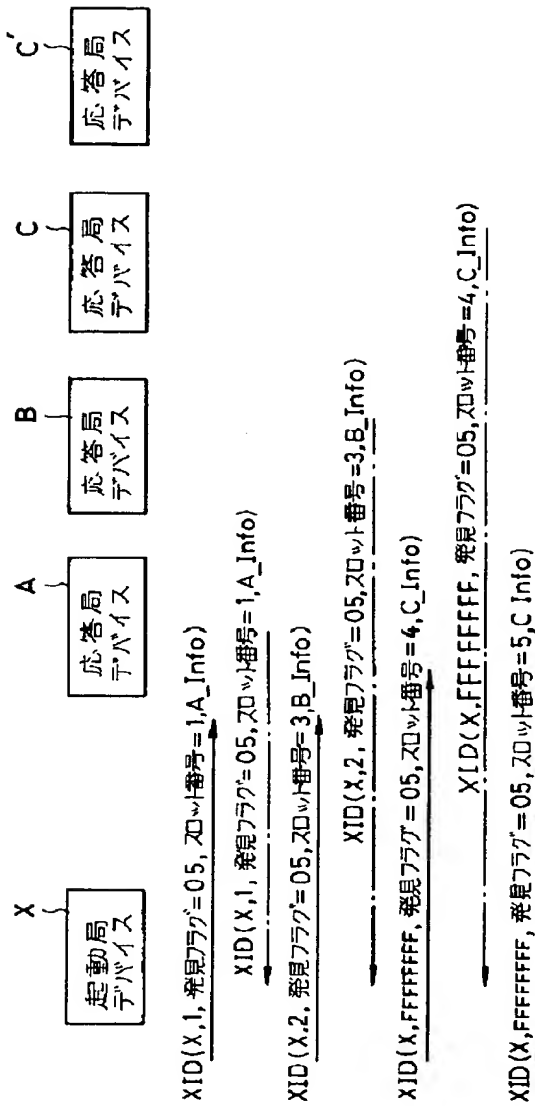 X
起動局
デバイス
A
応答局
デバイス
B
応答局
デバイス
C
応答局
デバイス
C′
応答局
デバイス
XID(X,1, 発見フラグ=05, スロット番号=1,A_Info)
XID(X,1, 発見フラグ=05,スロット番号=1,A_Info)
XID(X,2, 発見フラグ=05,スロット番号=3,B_Info)
XID(X,2, 発見フラグ=05,スロット番号=3,B_Info)
XID(X,FFFFFFFF, 発見フラグ=05,スロット番号=4,C_Info)
XID(X,FFFFFFFFF, 発見フラグ=05,スロット番号=4,C_Info)
XID(X,FFFFFFFFF, 発見フラグ=05,スロット番号=5,C Info)